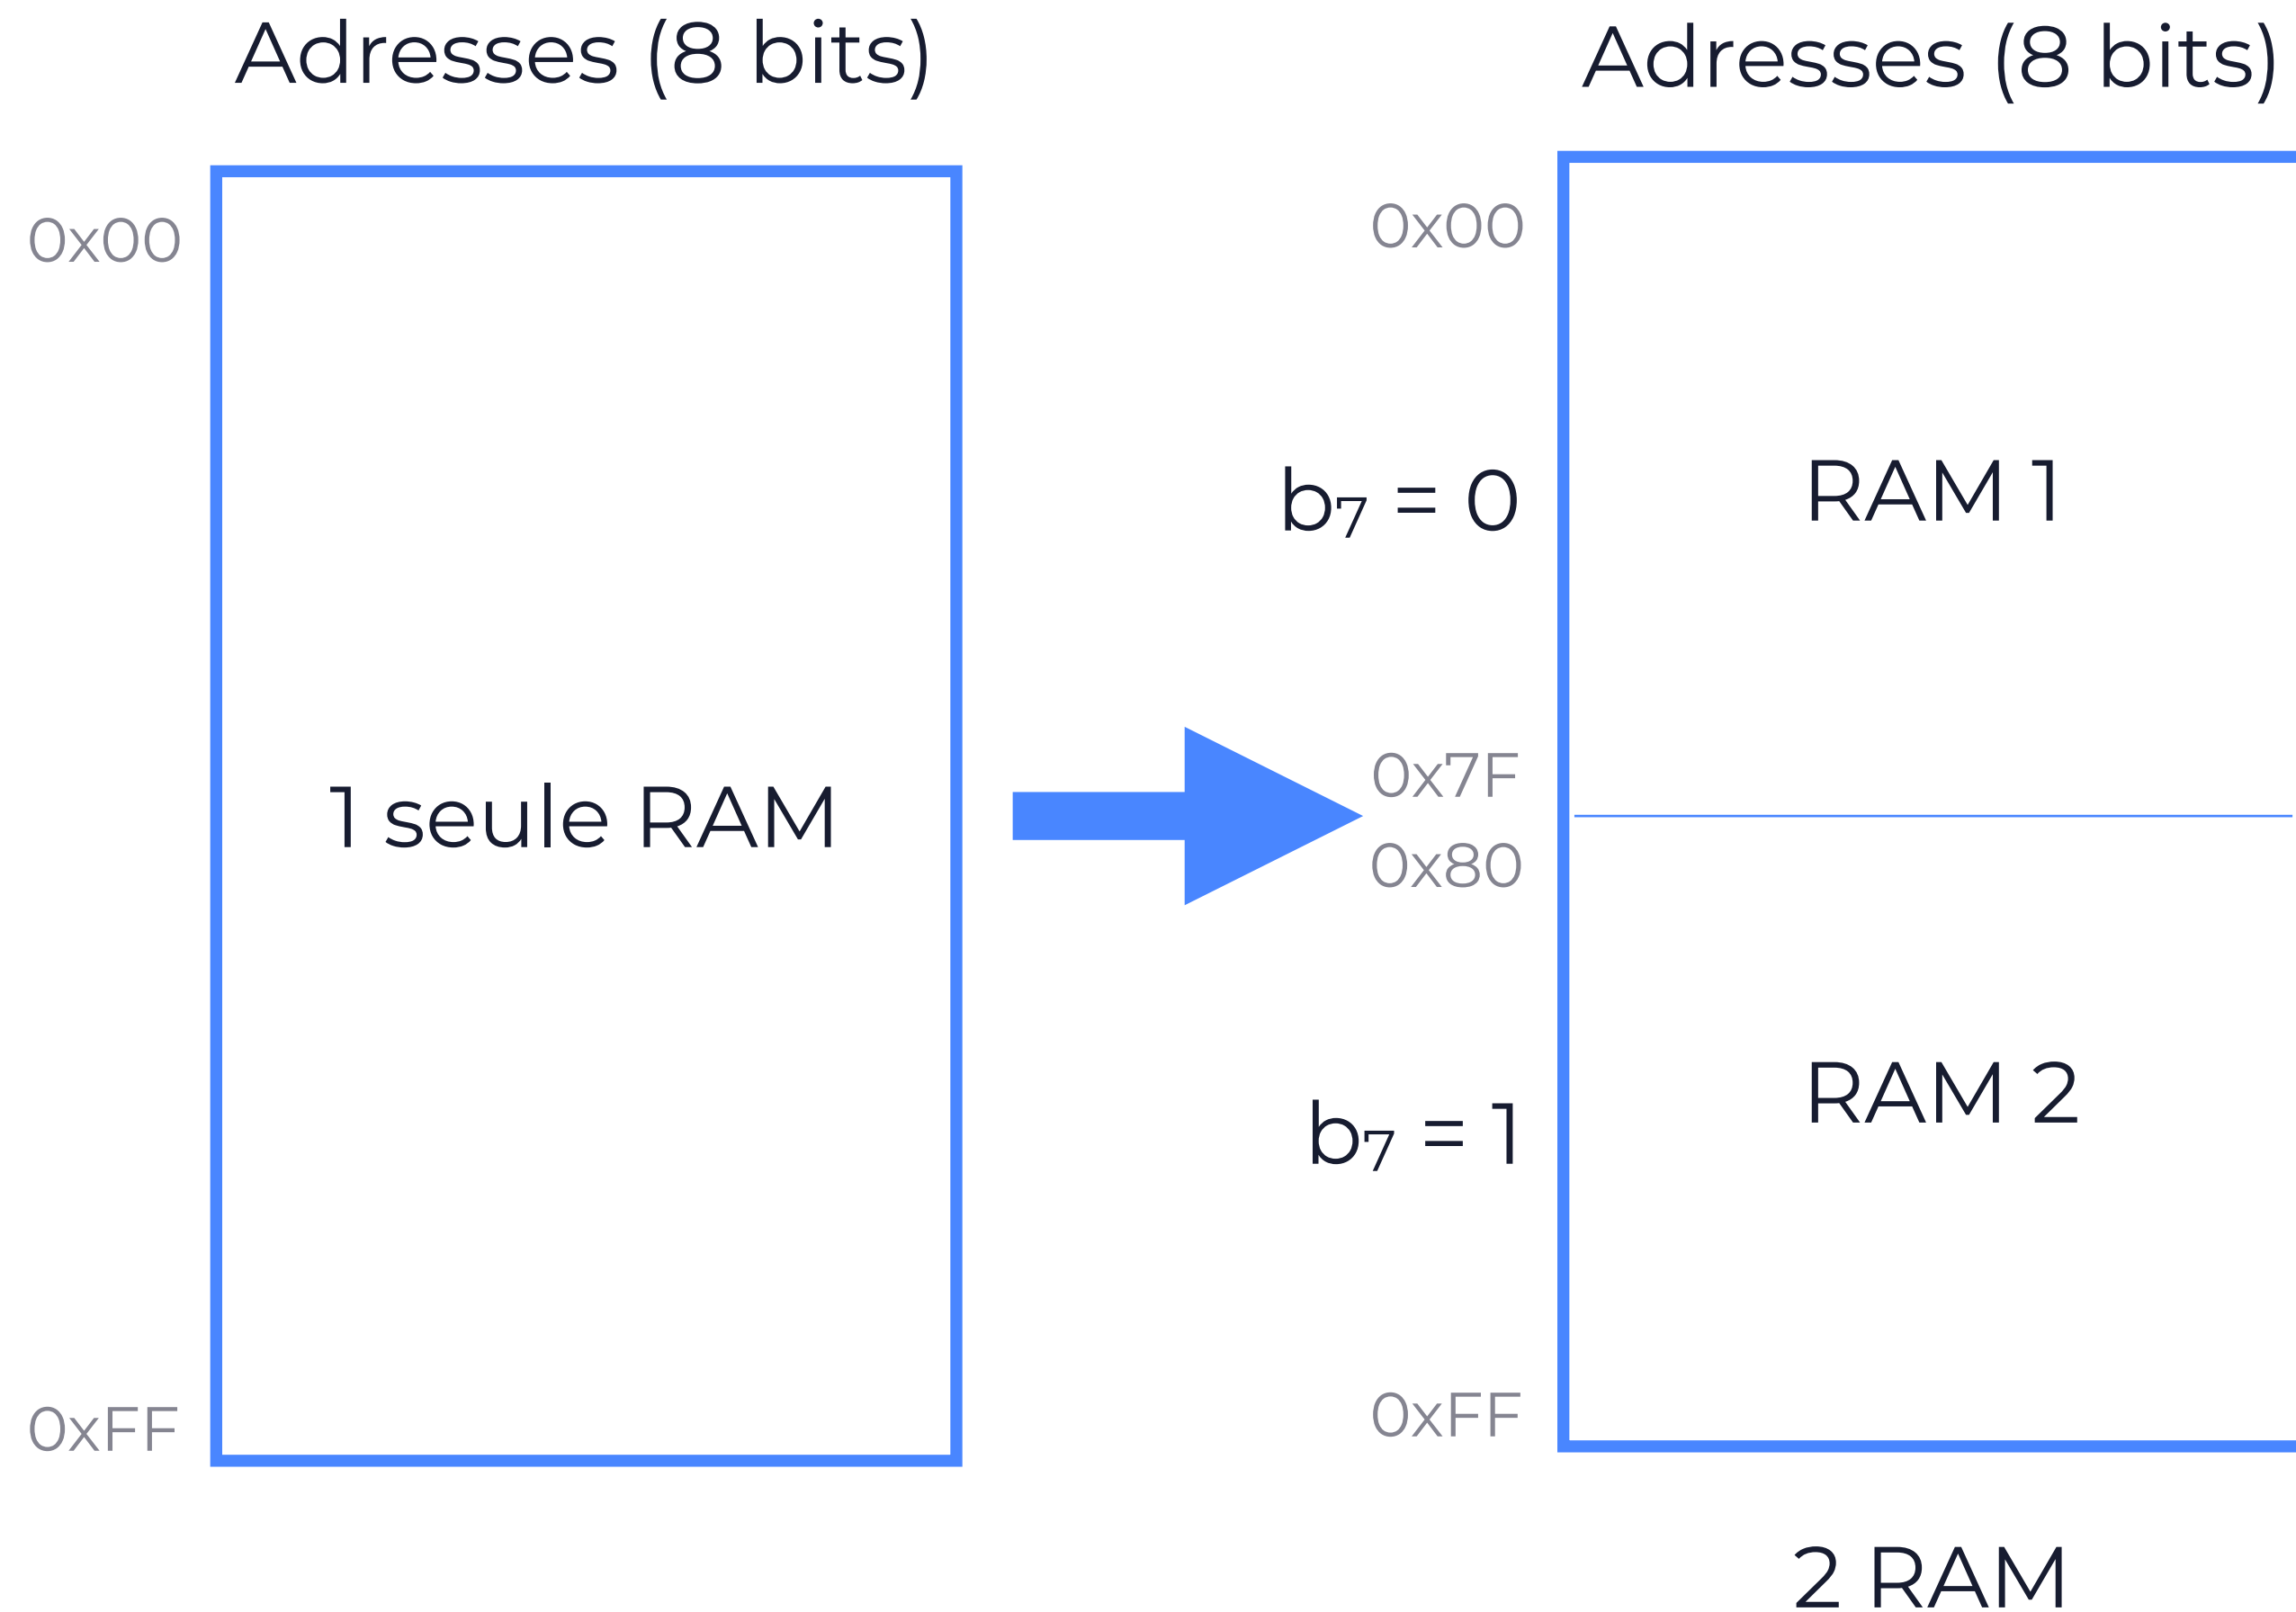 Adresses (8 bits)
0x00
1 seule RAM
0xFF
Adresses (8 bits)
0x00
b7 = 0
RAM 1
0x7F
0x80
RAM 2
b7 = 1
0xFF
2 RAM